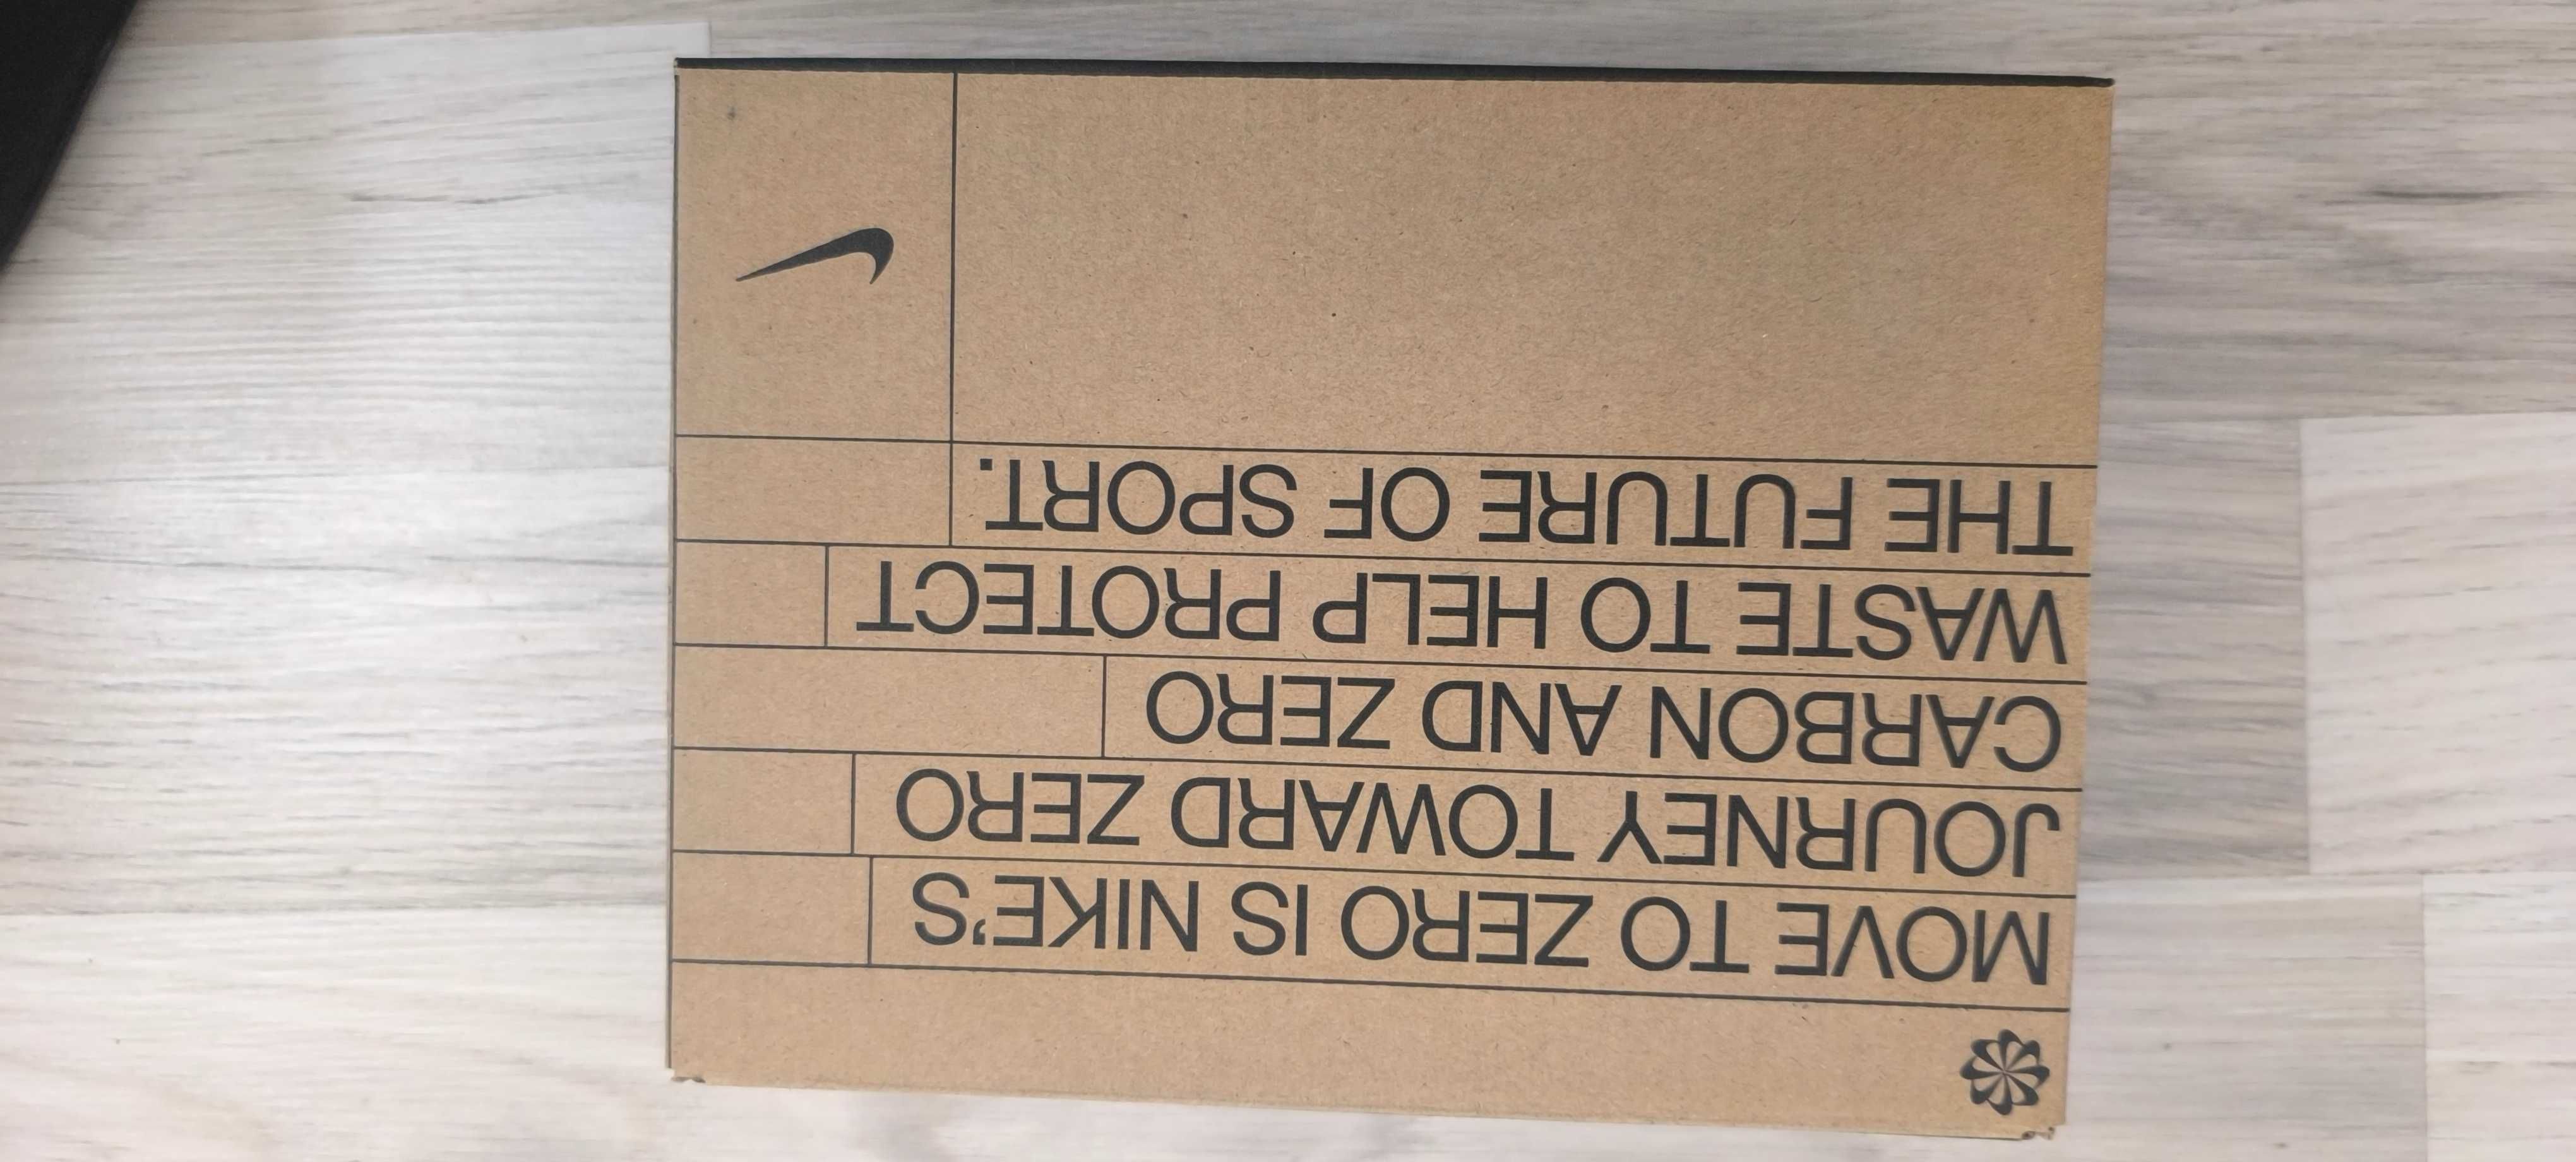 MOVE TO ZERO IS NIKE'S
JOURNEY TOWARD ZERO
CARBON AND ZERO
WASTE TO HELP PROTECT
THE FUTURE OF SPORT.